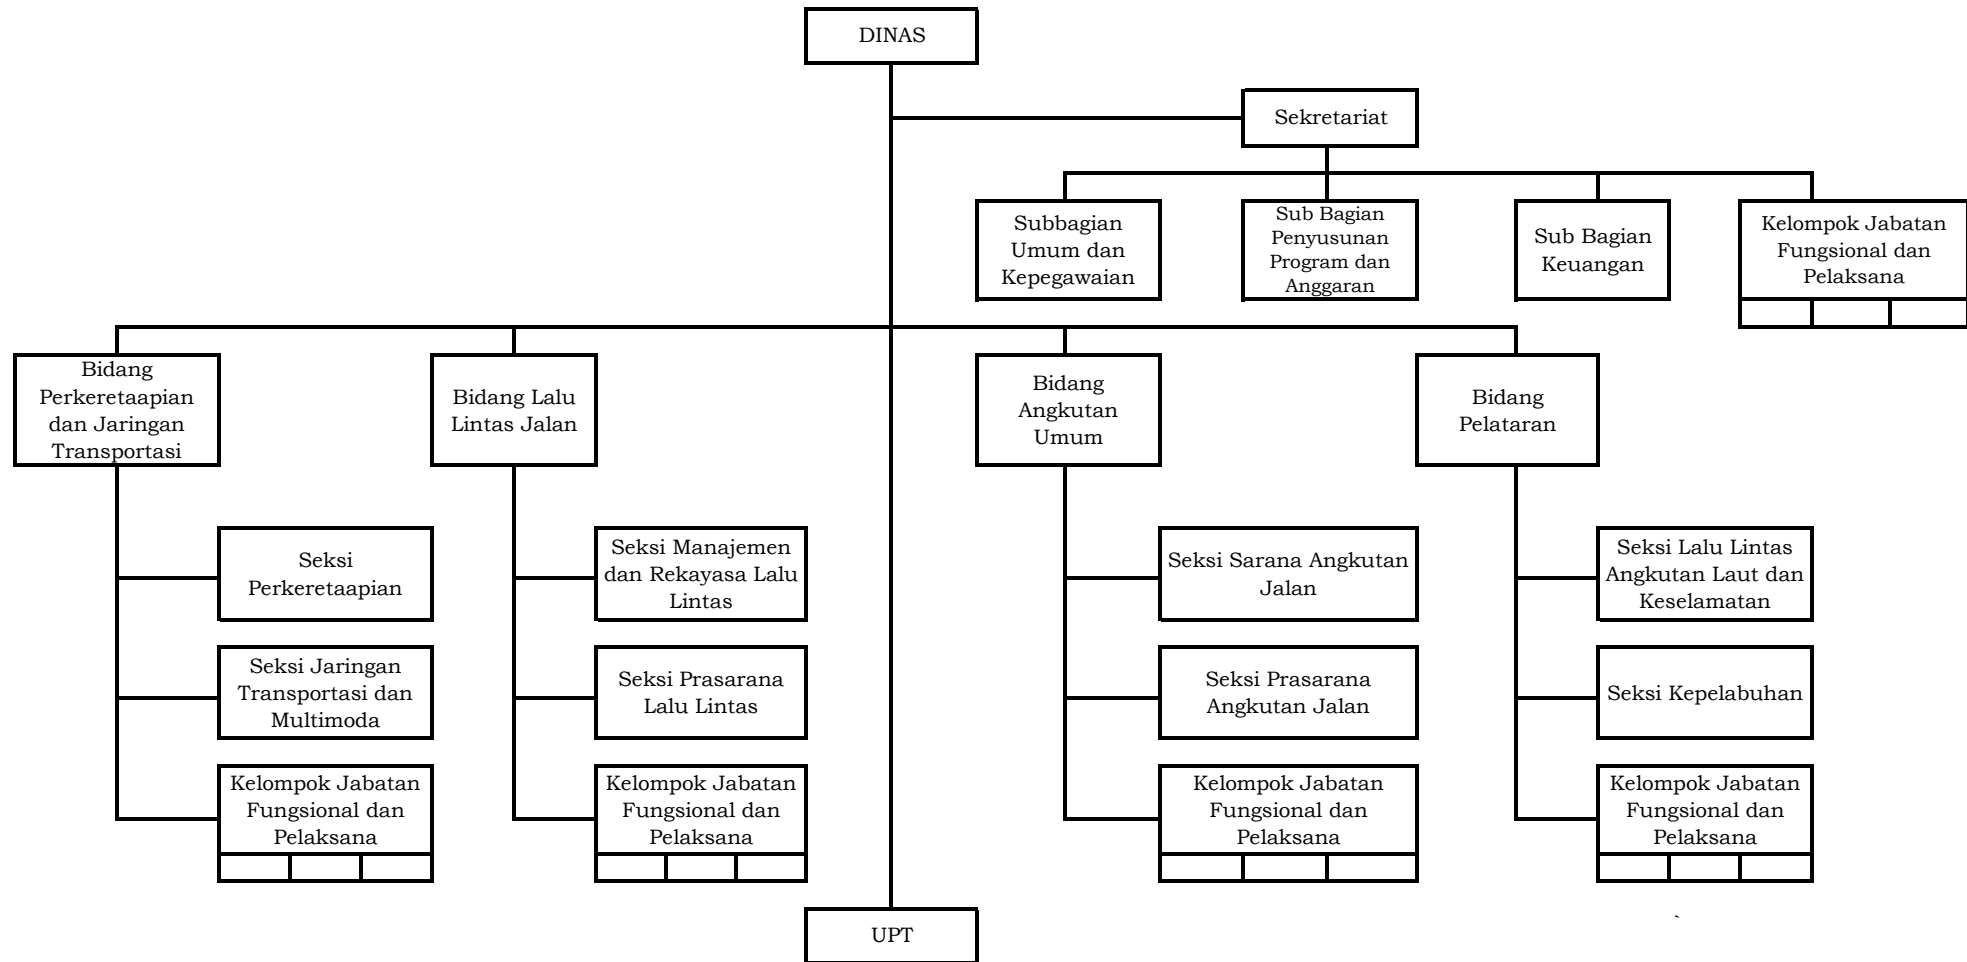 DINAS
Sekretariat
Subbagian
Umum dan
Kepegawaian
Sub Bagian
Penyusunan
Program dan
Anggaran
Sub Bagian
Keuangan
Kelompok Jabatan
Fungsional dan
Pelaksana
Bidang
Perkeretaapian
dan Jaringan
Transportasi
Bidang Lalu
Lintas Jalan
Bidang
Angkutan
Umum
Bidang
Pelataran
Seksi
Perkeretaapian
Seksi Manajemen
dan Rekayasa Lalu
Lintas
Seksi Sarana Angkutan
Jalan
Seksi Lalu Lintas
Angkutan Laut dan
Keselamatan
Seksi Jaringan
Transportasi dan
Multimoda
Seksi Prasarana
Lalu Lintas
Seksi Prasarana
Angkutan Jalan
Seksi Kepelabuhan
Kelompok Jabatan
Fungsional dan
Pelaksana
Kelompok Jabatan
Fungsional dan
Pelaksana
Kelompok Jabatan
Fungsional dan
Pelaksana
Kelompok Jabatan
Fungsional dan
Pelaksana
`
UPT